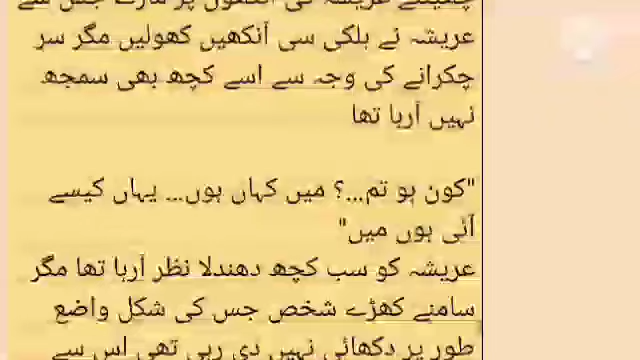 چھینٹے عریشہ کی آنکھوں پر مارے جس سے
عریشہ نے ہلکی سی آنکھیں کھولیں مگر سر
چکرانے کی وجہ سے اسے کچھ بھی سمجھ
نہیں آرہا تھا
"کون ہو تم...؟ میں کہاں ہوں... یہاں کیسے
آئی ہوں میں"
عریشہ کو سب کچھ دھندلا نظر آرہا تھا مگر
سامنے کھڑے شخص جس کی شکل واضع
طور پر دکھائی نہیں دی رہی تھی اس سے